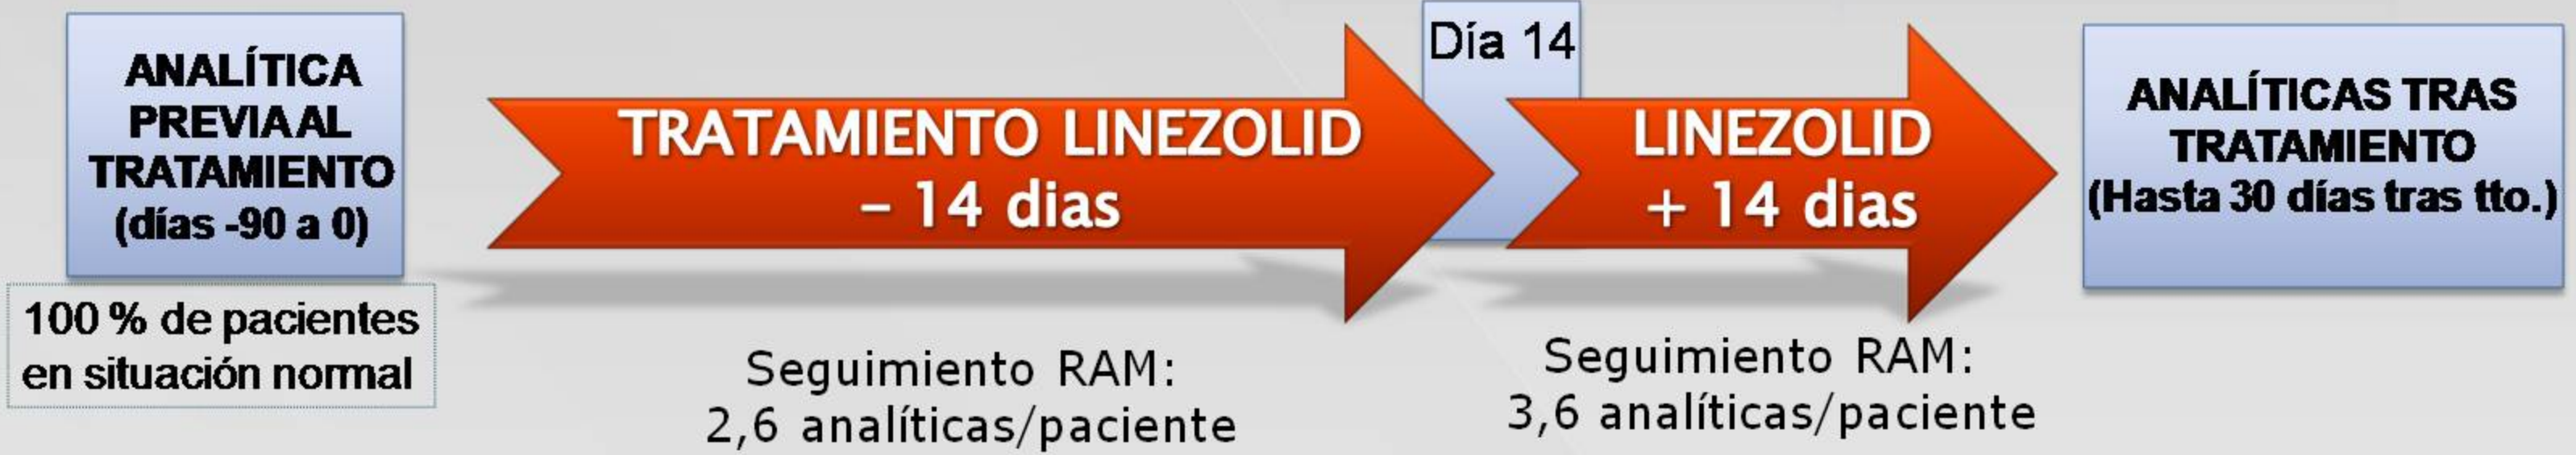 ANALÍTICA
PREVIA AL
TRATAMIENTO
(días -90 a 0)
100 % de pacientes
en situación normal
TRATAMIENTO LINEZOLID
– 14 dias
Seguimiento RAM:
2,6 analíticas/paciente
Día 14
LINEZOLID
+ 14 dias
Seguimiento RAM:
3,6 analíticas/paciente
ANALÍTICAS TRAS
TRATAMIENTO
(Hasta 30 días tras tto.)